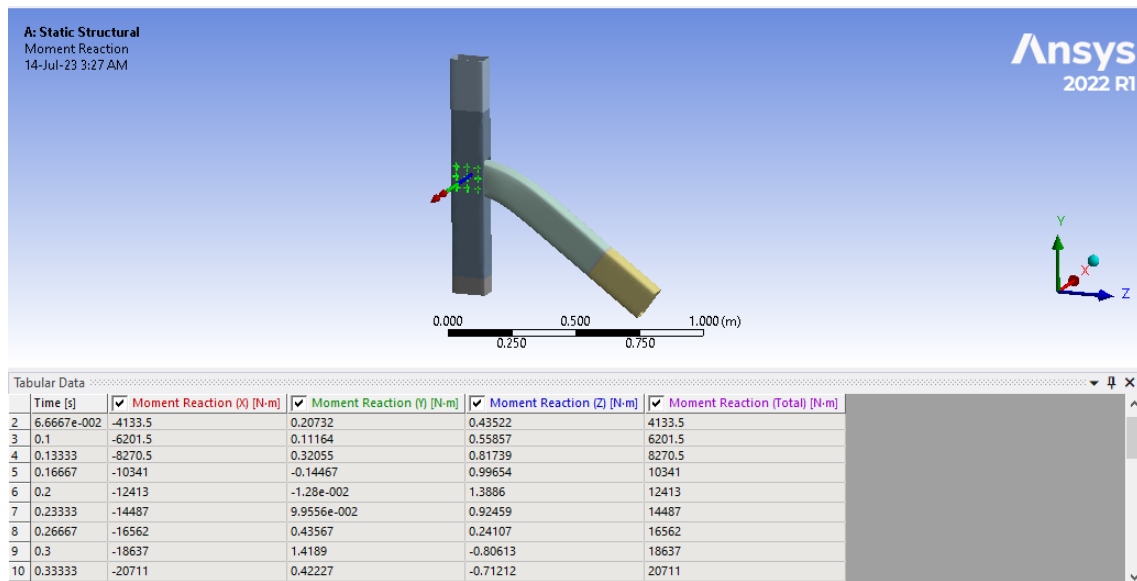 A: Static Structural
Moment Reaction
14-Jul-23 3:27 AM
Ansys
2022 R1
Y
X
Z
0.000 0.500 1.000 (m)
0.250 0.750
Tabular Data
Time [s] Moment Reaction (X) [N·m] Moment Reaction (Y) [N·m] Moment Reaction (Z) [N·m] Moment Reaction (Total) [N·m]
2 6.6667e-002 -4133.5 0.20732 0.43522 4133.5
3 0.1 -6201.5 0.11164 0.55857 6201.5
4 0.13333 -8270.5 0.32055 0.81739 8270.5
5 0.16667 -10341 -0.14467 0.99654 10341
6 0.2 -12413 -1.28e-002 1.3886 12413
7 0.23333 -14487 9.9556e-002 0.92459 14487
8 0.26667 -16562 0.43567 0.24107 16562
9 0.3 -18637 1.4189 -0.80613 18637
10 0.33333 -20711 0.42227 -0.71212 20711